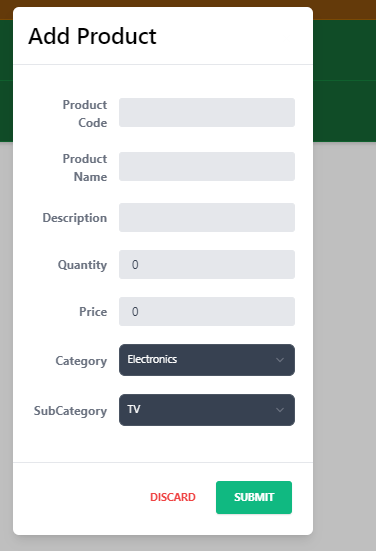 Add Product
Product
Code
Product
Name
Description
Quantity 0
Price 0
Category Electronics
SubCategory TV
DISCARD SUBMIT